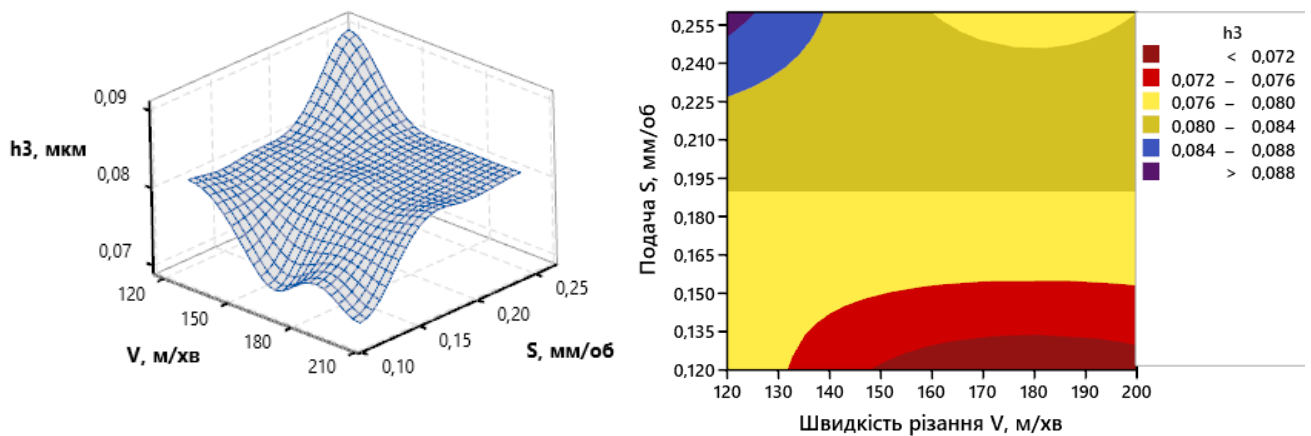 0,09
h3, мкм
0,08
0,07
120
150
V, м/хв
180
210
0,10
0,15
0,20
0,25
S, мм/об
Подача S, мм/об
0,255
0,240
0,225
0,210
0,195
0,180
0,165
0,150
0,135
0,120
120 130 140 150 160 170 180 190 200
Швидкість різання V, м/хв
h3
< 0,072
0,072 – 0,076
0,076 – 0,080
0,080 – 0,084
0,084 – 0,088
> 0,088